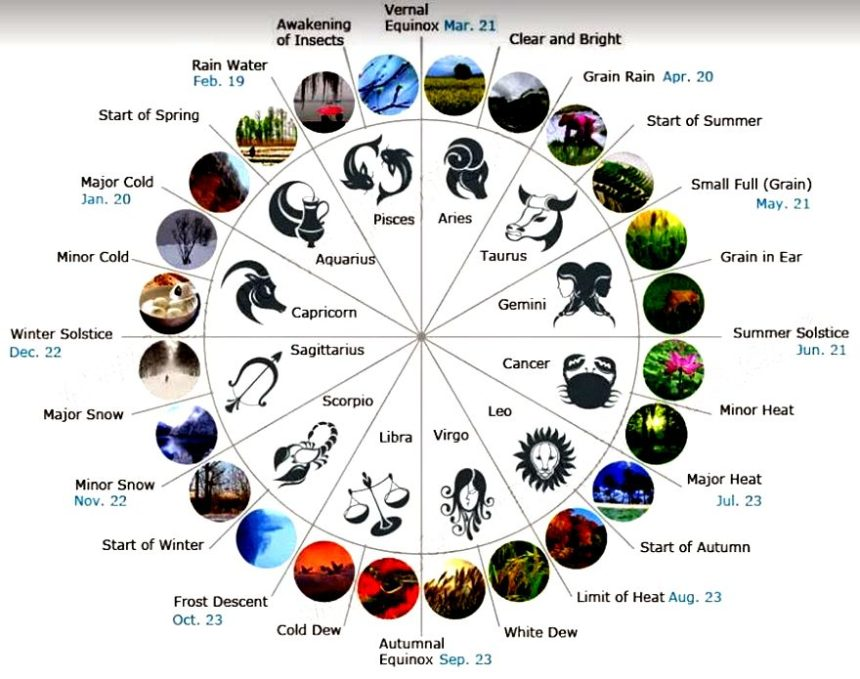 Vernal
Equinox Mar. 21
Clear and Bright
Grain Rain Apr. 20
Start of Summer
Small Full (Grain)
May. 21
Grain in Ear
Summer Solstice
Jun. 21
Minor Heat
Major Heat
Jul. 23
Start of Autumn
Limit of Heat Aug. 23
White Dew
Autumnal
Equinox Sep. 23
Cold Dew
Frost Descent
Oct. 23
Start of Winter
Minor Snow
Nov. 22
Major Snow
Winter Solstice
Dec. 22
Minor Cold
Major Cold
Jan. 20
Start of Spring
Rain Water
Feb. 19
Awakening
of Insects
Aries
Taurus
Gemini
Cancer
Leo
Virgo
Libra
Scorpio
Sagittarius
Capricorn
Aquarius
Pisces